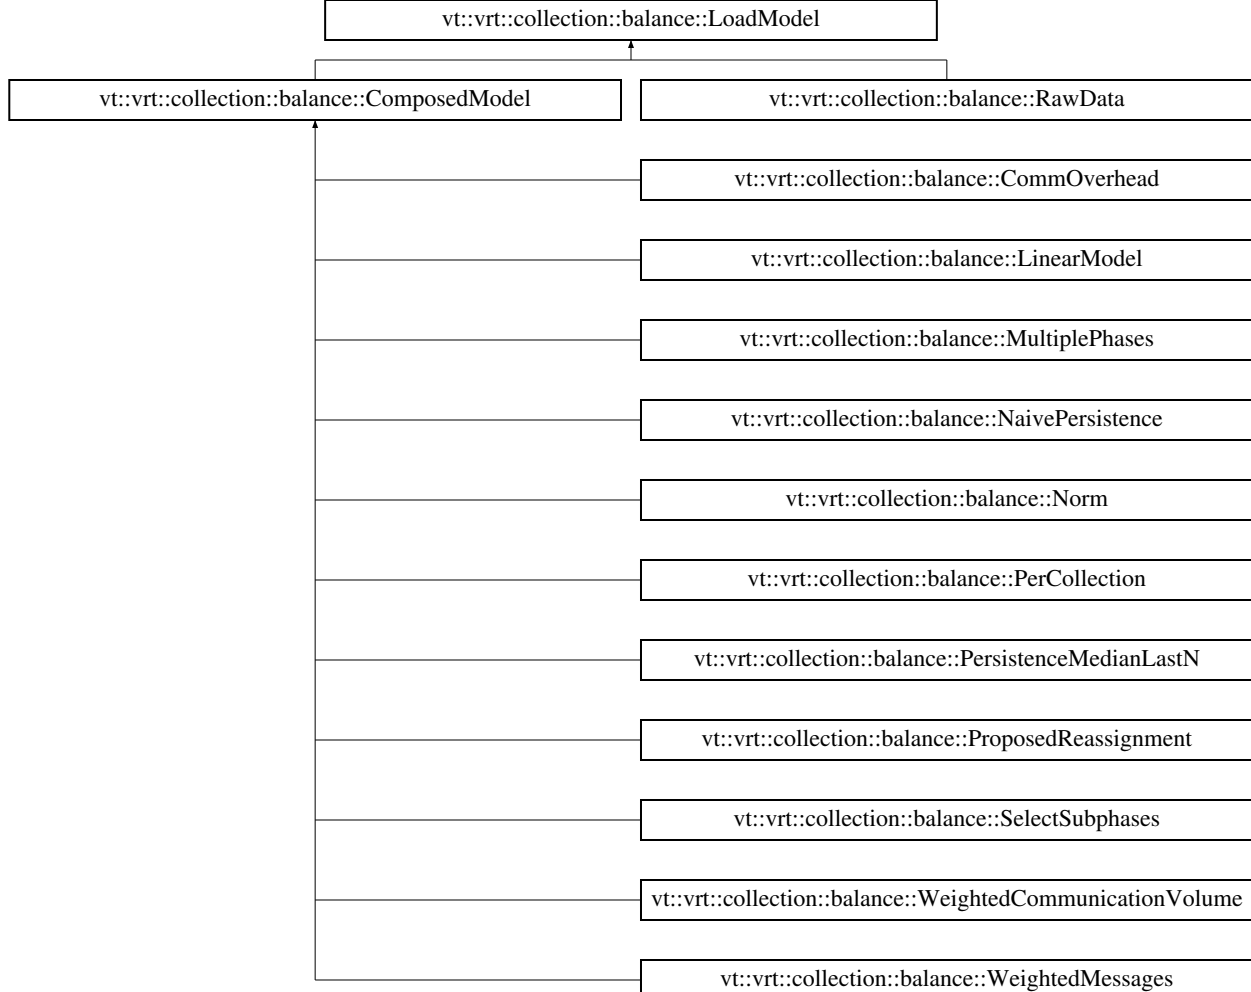 vt::vrt::collection::balance::LoadModel
vt::vrt::collection::balance::ComposedModel
vt::vrt::collection::balance::RawData
vt::vrt::collection::balance::CommOverhead
vt::vrt::collection::balance::LinearModel
vt::vrt::collection::balance::MultiplePhases
vt::vrt::collection::balance::NaivePersistence
vt::vrt::collection::balance::Norm
vt::vrt::collection::balance::PerCollection
vt::vrt::collection::balance::PersistenceMedianLastN
vt::vrt::collection::balance::ProposedReassignment
vt::vrt::collection::balance::SelectSubphases
vt::vrt::collection::balance::WeightedCommunicationVolume
vt::vrt::collection::balance::WeightedMessages